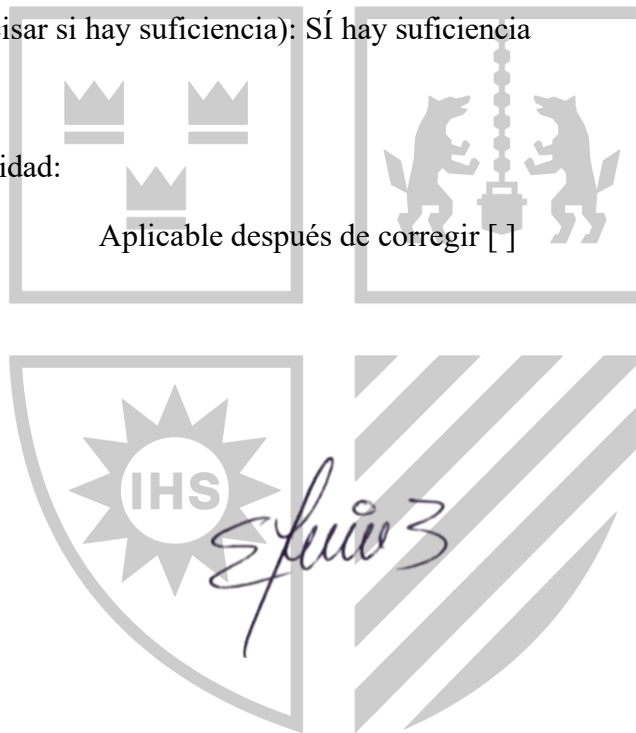 isar si hay suficiencia): SÍ hay suficiencia
idad:
Aplicable después de corregir [ ]
IHS